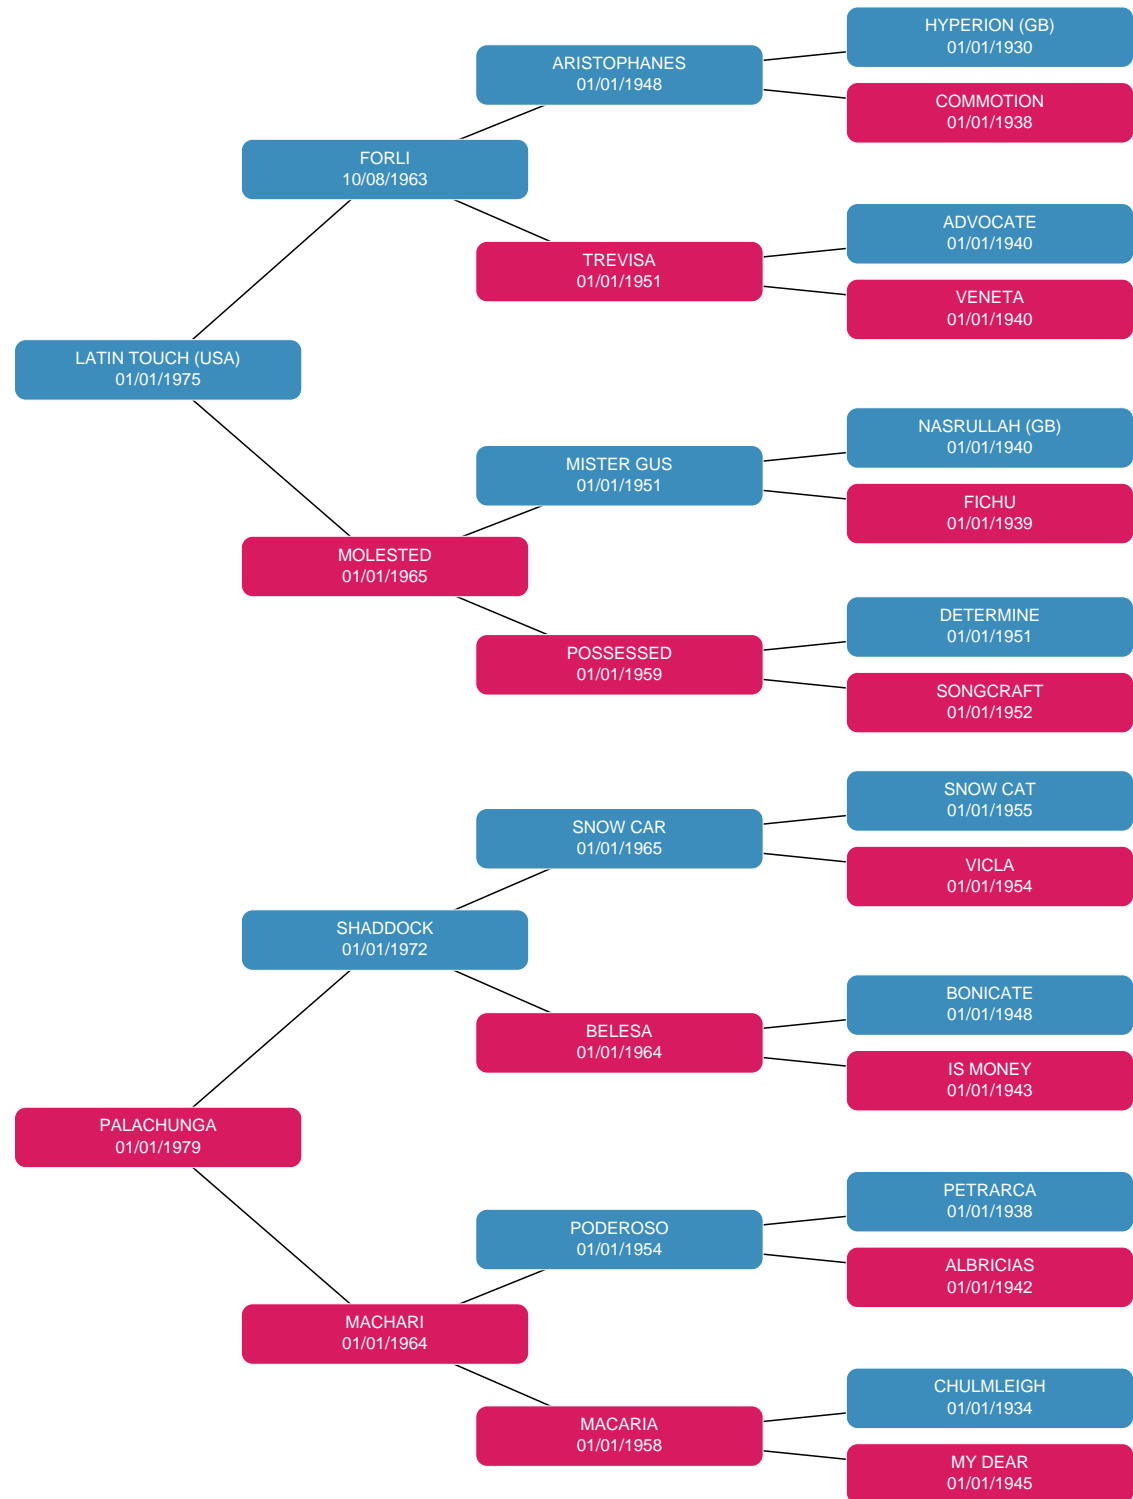 HYPERION (GB)
01/01/1930
ARISTOPHANES
01/01/1948
COMMOTION
01/01/1938
FORLI
10/08/1963
ADVOCATE
01/01/1940
TREVISA
01/01/1951
VENETA
01/01/1940
LATIN TOUCH (USA)
01/01/1975
NASRULLAH (GB)
01/01/1940
MISTER GUS
01/01/1951
FICHU
01/01/1939
MOLESTED
01/01/1965
DETERMINE
01/01/1951
POSSESSED
01/01/1959
SONGCRAFT
01/01/1952
SNOW CAT
01/01/1955
SNOW CAR
01/01/1965
VICLA
01/01/1954
SHADDOCK
01/01/1972
BONICATE
01/01/1948
BELESA
01/01/1964
IS MONEY
01/01/1943
PALACHUNGA
01/01/1979
PETRARCA
01/01/1938
PODEROSO
01/01/1954
ALBRICIAS
01/01/1942
MACHARI
01/01/1964
CHULMLEIGH
01/01/1934
MACARIA
01/01/1958
MY DEAR
01/01/1945